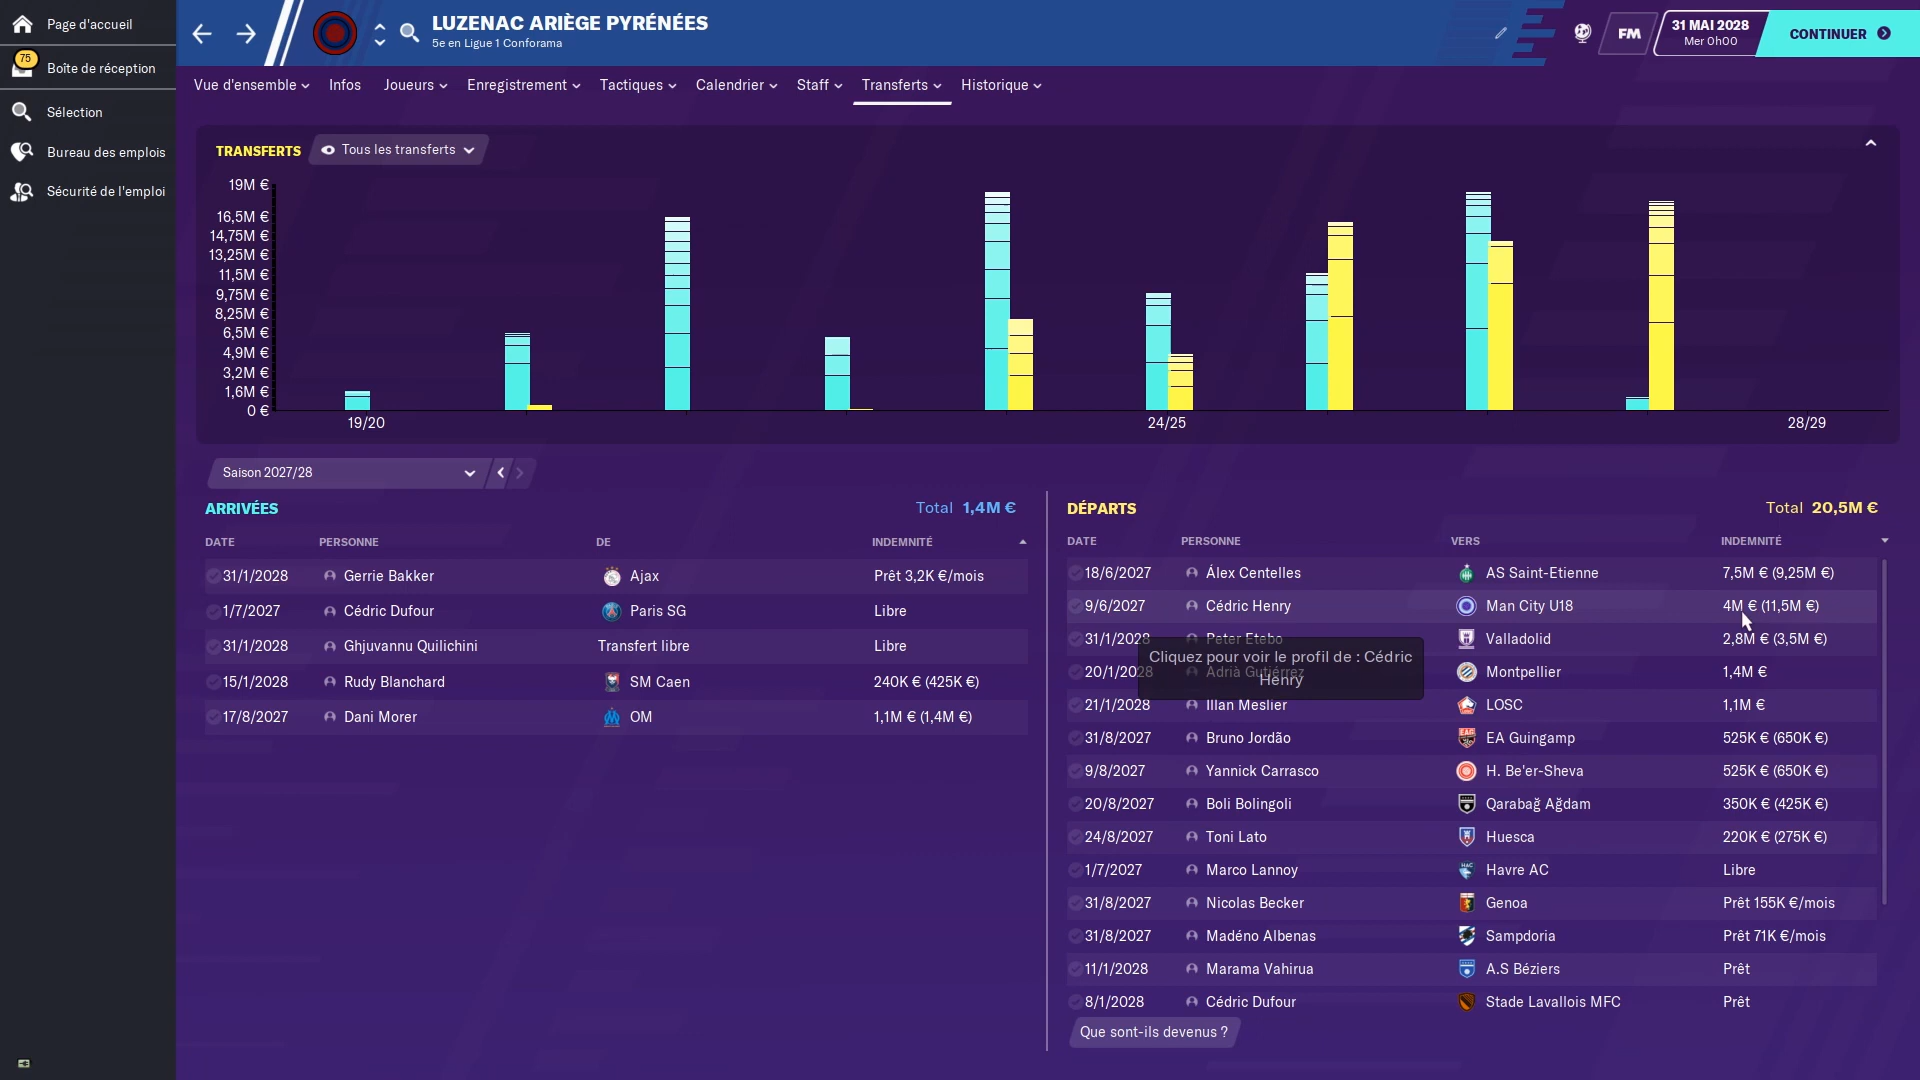 Page d'accueil
75
Boîte de réception
Sélection
Bureau des emplois
Sécurité de l'emploi
LUZENAC ARIÈGE PYRÉNÉES
5e en Ligue 1 Conforama
FM
31 MAI 2028
Mer 0h00
CONTINUER
Vue d'ensemble Infos Joueurs Enregistrement Tactiques Calendrier Staff Transferts Historique
TRANSFERTS Tous les transferts
19M €
16,5M €
14,75M €
13,25M €
11,5M €
9,75M €
8,25M €
6,5M €
4,9M €
3,2M €
1,6M €
0 €
19/20 24/25 28/29
Saison 2027/28
ARRIVÉES Total 1,4M €
DATE PERSONNE DE INDEMNITÉ
31/1/2028 Gerrie Bakker Ajax Prêt 3,2K €/mois
1/7/2027 Cédric Dufour Paris SG Libre
31/1/2028 Ghjuvannu Quilichini Transfert libre Libre
15/1/2028 Rudy Blanchard SM Caen 240K € (425K €)
17/8/2027 Dani Morer OM 1,1M € (1,4M €)
DÉPARTS Total 20,5M €
DATE PERSONNE VERS INDEMNITÉ
18/6/2027 Álex Centelles AS Saint-Etienne 7,5M € (9,25M €)
9/6/2027 Cédric Henry Man City U18 4M € (11,5M €)
31/1/2028 Peter Etebo Valladolid 2,8M € (3,5M €)
Cliquez pour voir le profil de : Cédric
Henry
20/1/2028 Adrià Gutiérrez Montpellier 1,4M €
21/1/2028 Illan Meslier LOSC 1,1M €
31/8/2027 Bruno Jordão EA Guingamp 525K € (650K €)
9/8/2027 Yannick Carrasco H. Be'er-Sheva 525K € (650K €)
20/8/2027 Boli Bolingoli Qarabağ Ağdam 350K € (425K €)
24/8/2027 Toni Lato Huesca 220K € (275K €)
1/7/2027 Marco Lannoy Havre AC Libre
31/8/2027 Nicolas Becker Genoa Prêt 155K €/mois
31/8/2027 Madéno Albenas Sampdoria Prêt 71K €/mois
11/1/2028 Marama Vahirua A.S Béziers Prêt
8/1/2028 Cédric Dufour Stade Lavallois MFC Prêt
Que sont-ils devenus ?